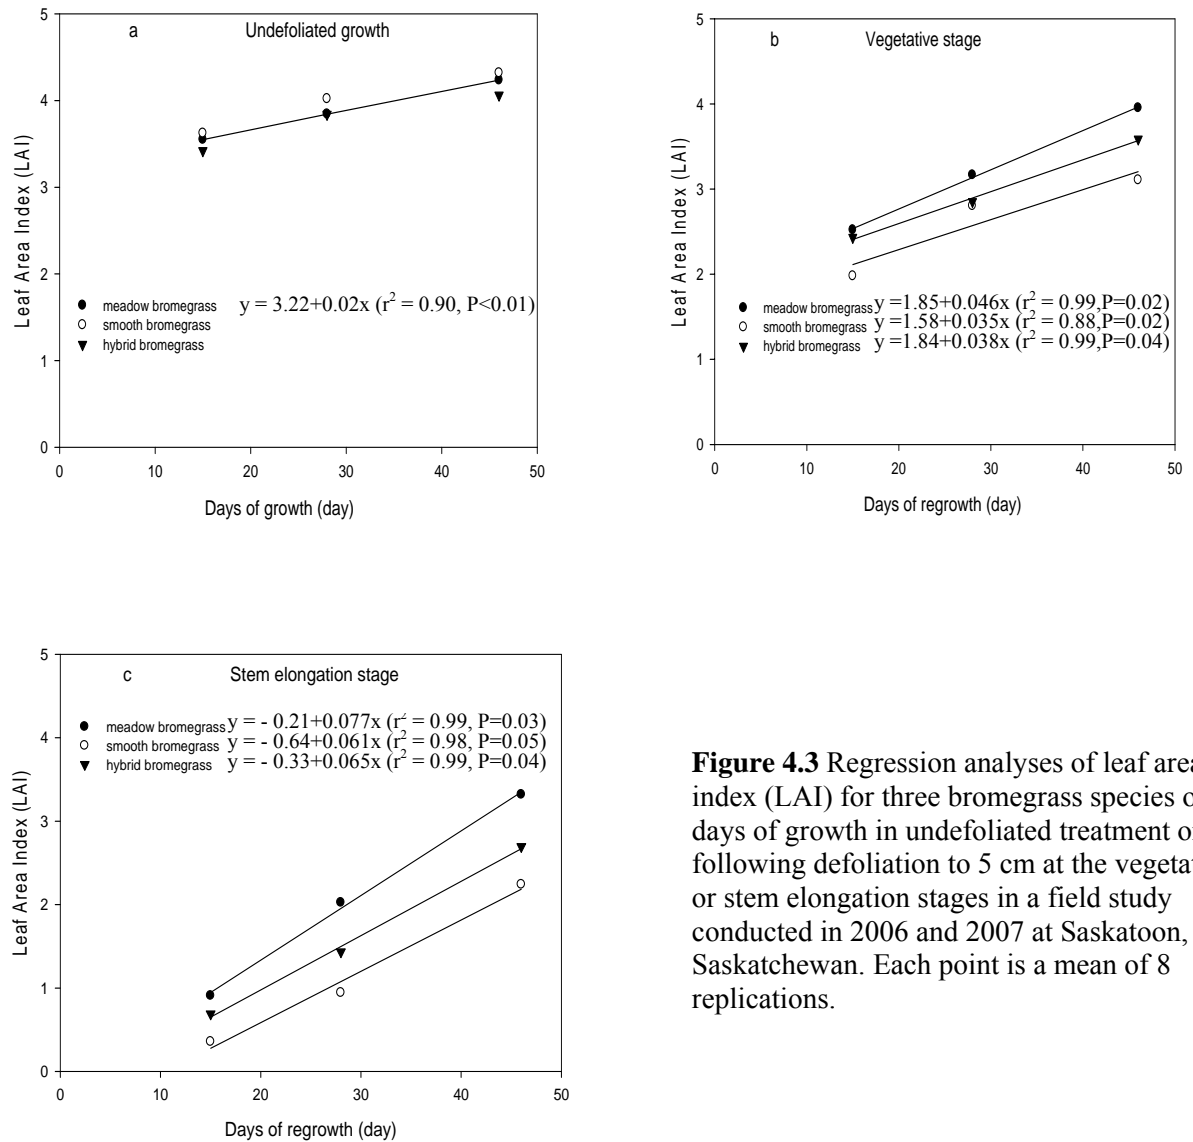 a Undefoliated growth
5
4
3
2
1
0
Leaf Area Index (LAI)
meadow bromegrass y = 3.22+0.02x (r² = 0.90, P<0.01)
smooth bromegrass
hybrid bromegrass
0 10 20 30 40 50
Days of growth (day)
b Vegetative stage
5
4
3
2
1
0
Leaf Area Index (LAI)
meadow bromegrass y =1.85+0.046x (r² = 0.99,P=0.02)
smooth bromegrass y =1.58+0.035x (r² = 0.88,P=0.02)
hybrid bromegrass y =1.84+0.038x (r² = 0.99,P=0.04)
0 10 20 30 40 50
Days of regrowth (day)
c Stem elongation stage
5
4
3
2
1
0
Leaf Area Index (LAI)
meadow bromegrass y = - 0.21+0.077x (r² = 0.99, P=0.03)
smooth bromegrass y = - 0.64+0.061x (r² = 0.98, P=0.05)
hybrid bromegrass y = - 0.33+0.065x (r² = 0.99, P=0.04)
0 10 20 30 40 50
Days of regrowth (day)
Figure 4.3 Regression analyses of leaf area
index (LAI) for three bromegrass species
days of growth in undefoliated treatment
following defoliation to 5 cm at the
or stem elongation stages in a field study
conducted in 2006 and 2007 at Saskatoon,
Saskatchewan. Each point is a mean of 8
replications.